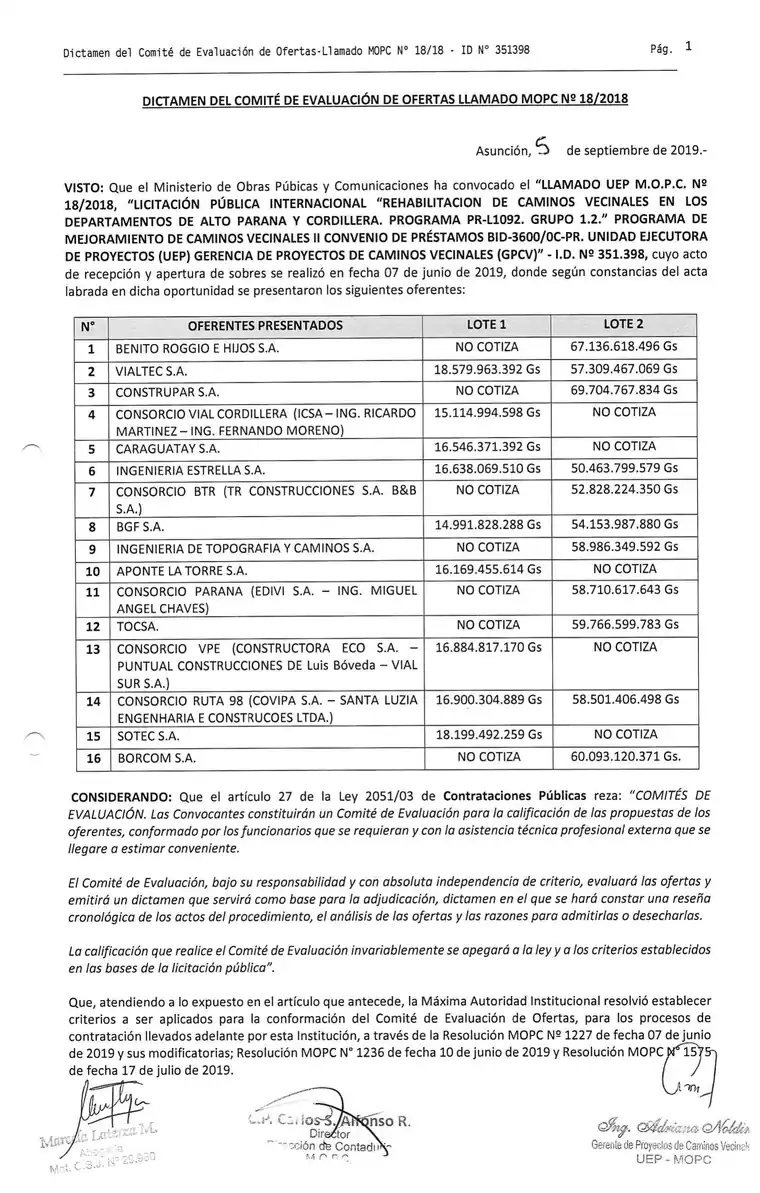 Dictamen del Comité de Evaluación de Ofertas-Llamado MOPC N° 18/18 - ID N° 351398 Pág. 1
DICTAMEN DEL COMITÉ DE EVALUACIÓN DE OFERTAS LLAMADO MOPC Nº 18/2018
Asunción, 5 de septiembre de 2019.-
VISTO: Que el Ministerio de Obras Púbicas y Comunicaciones ha convocado el "LLAMADO UEP M.O.P.C. Nº
18/2018, "LICITACIÓN PÚBLICA INTERNACIONAL "REHABILITACION DE CAMINOS VECINALES EN LOS
DEPARTAMENTOS DE ALTO PARANA Y CORDILLERA. PROGRAMA PR-L1092. GRUPO 1.2." PROGRAMA DE
MEJORAMIENTO DE CAMINOS VECINALES II CONVENIO DE PRÉSTAMOS BID-3600/0C-PR. UNIDAD EJECUTORA
DE PROYECTOS (UEP) GERENCIA DE PROYECTOS DE CAMINOS VECINALES (GPCV)" - I.D. Nº 351.398, cuyo acto
de recepción y apertura de sobres se realizó en fecha 07 de junio de 2019, donde según constancias del acta
labrada en dicha oportunidad se presentaron los siguientes oferentes:
N° OFERENTES PRESENTADOS LOTE 1 LOTE 2
1 BENITO ROGGIO E HIJOS S.A. NO COTIZA 67.136.618.496 Gs
2 VIALTEC S.A. 18.579.963.392 Gs 57.309.467.069 Gs
3 CONSTRUPAR S.A. NO COTIZA 69.704.767.834 Gs
4 CONSORCIO VIAL CORDILLERA (ICSA – ING. RICARDO 15.114.994.598 Gs NO COTIZA
MARTINEZ – ING. FERNANDO MORENO)
5 CARAGUATAY S.A. 16.546.371.392 Gs NO COTIZA
6 INGENIERIA ESTRELLA S.A. 16.638.069.510 Gs 50.463.799.579 Gs
7 CONSORCIO BTR (TR CONSTRUCCIONES S.A. B&B NO COTIZA 52.828.224.350 Gs
S.A.)
8 BGF S.A. 14.991.828.288 Gs 54.153.987.880 Gs
9 INGENIERIA DE TOPOGRAFIA Y CAMINOS S.A. NO COTIZA 58.986.349.592 Gs
10 APONTE LA TORRE S.A. 16.169.455.614 Gs NO COTIZA
11 CONSORCIO PARANA (EDIVI S.A. – ING. MIGUEL NO COTIZA 58.710.617.643 Gs
ANGEL CHAVES)
12 TOCSA. NO COTIZA 59.766.599.783 Gs
13 CONSORCIO VPE (CONSTRUCTORA ECO S.A. – 16.884.817.170 Gs NO COTIZA
PUNTUAL CONSTRUCCIONES DE Luis Bóveda – VIAL
SUR S.A.)
14 CONSORCIO RUTA 98 (COVIPA S.A. – SANTA LUZIA 16.900.304.889 Gs 58.501.406.498 Gs
ENGENHARIA E CONSTRUCOES LTDA.)
15 SOTEC S.A. 18.199.492.259 Gs NO COTIZA
16 BORCOM S.A. NO COTIZA 60.093.120.371 Gs.
CONSIDERANDO: Que el artículo 27 de la Ley 2051/03 de Contrataciones Públicas reza: "COMITÉS DE
EVALUACIÓN. Las Convocantes constituirán un Comité de Evaluación para la calificación de las propuestas de los
oferentes, conformado por los funcionarios que se requieran y con la asistencia técnica profesional externa que se
llegare a estimar conveniente.
El Comité de Evaluación, bajo su responsabilidad y con absoluta independencia de criterio, evaluará las ofertas y
emitirá un dictamen que servirá como base para la adjudicación, dictamen en el que se hará constar una reseña
cronológica de los actos del procedimiento, el análisis de las ofertas y las razones para admitirlas o desecharlas.
La calificación que realice el Comité de Evaluación invariablemente se apegará a la ley y a los criterios establecidos
en las bases de la licitación pública".
Que, atendiendo a lo expuesto en el artículo que antecede, la Máxima Autoridad Institucional resolvió establecer
criterios a ser aplicados para la conformación del Comité de Evaluación de Ofertas, para los procesos de
contratación llevados adelante por esta Institución, a través de la Resolución MOPC Nº 1227 de fecha 07 de junio
de 2019 y sus modificatorias; Resolución MOPC N° 1236 de fecha 10 de junio de 2019 y Resolución MOPC N° 1575
de fecha 17 de julio de 2019.
Marcela Laterza M.
Abogada
Mat. C.S.J. Nº
C.P. Carlos S. Alfonso R.
Director
Dirección de Contaduría
M.O.P.C.
Ing. Adriana Noldin
Gerente de Proyectos de Caminos Vecinales
UEP - MOPC